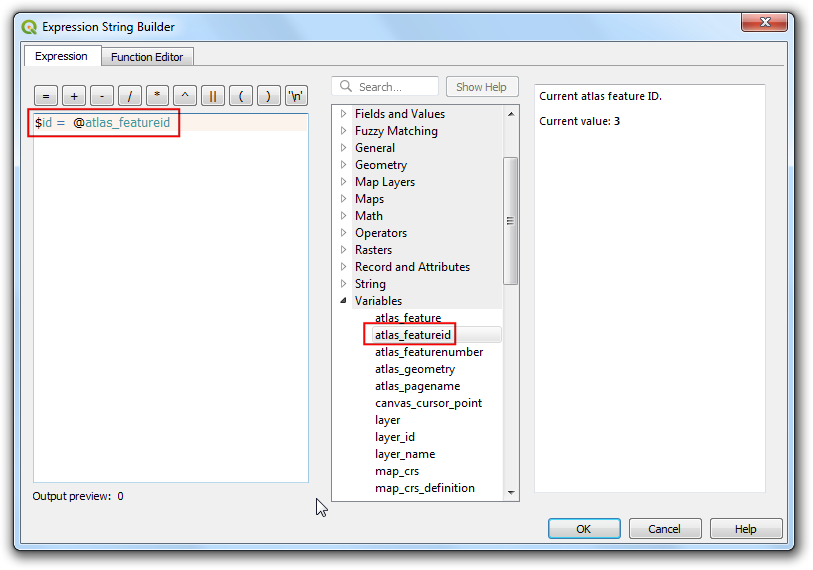 Expression String Builder
Expression
Function Editor
= + - / * ^ || ( ) '\n'
$id = @atlas_featureid
Output preview: 0
Search...
Show Help
Fields and Values
Fuzzy Matching
General
Geometry
Map Layers
Maps
Math
Operators
Rasters
Record and Attributes
String
Variables
atlas_feature
atlas_featureid
atlas_featurenumber
atlas_geometry
atlas_pagename
canvas_cursor_point
layer
layer_id
layer_name
map_crs
map_crs_definition
Current atlas feature ID.
Current value: 3
OK
Cancel
Help